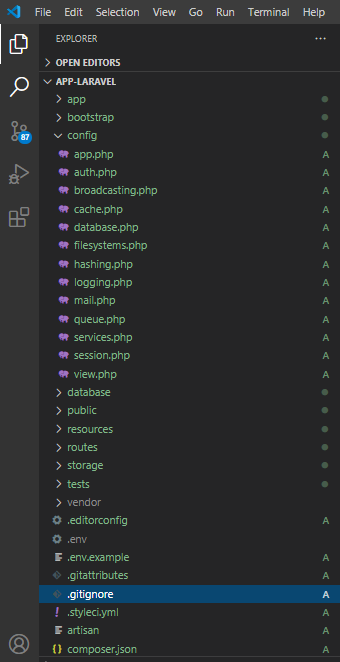 File Edit Selection View Go Run Terminal Help
EXPLORER ...
OPEN EDITORS
APP-LARAVEL
app
bootstrap
config
app.php A
auth.php A
broadcasting.php A
cache.php A
database.php A
filesystems.php A
hashing.php A
logging.php A
mail.php A
queue.php A
services.php A
session.php A
view.php A
database
public
resources
routes
storage
tests
vendor
.editorconfig A
.env
.env.example A
.gitattributes A
.gitignore A
.styleci.yml A
artisan A
composer.json A
87